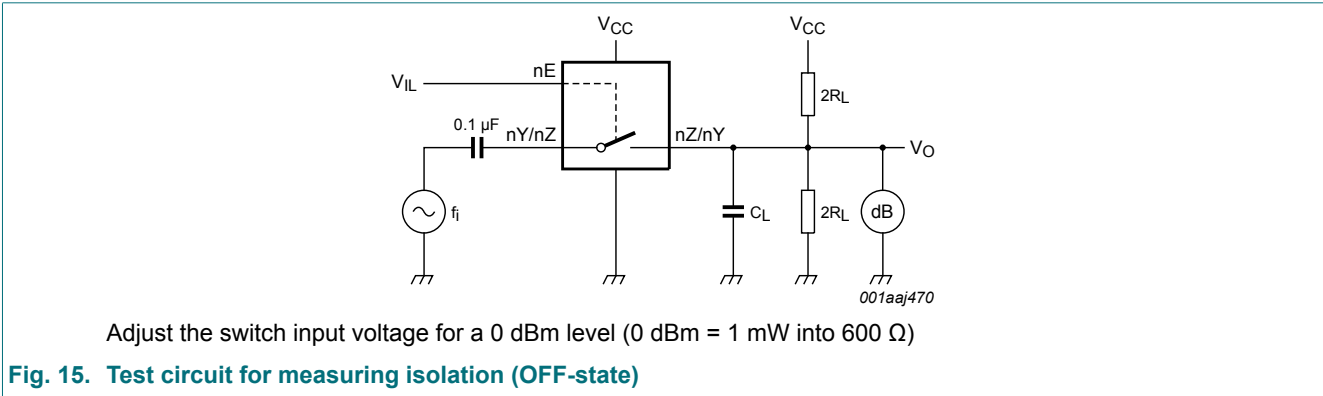 VCC VCC
nE
VIL
2RL
0.1 µF
nY/nZ nZ/nY
VO
fi
CL
2RL
dB
001aaj470
Adjust the switch input voltage for a 0 dBm level (0 dBm = 1 mW into 600 Ω)
Fig. 15. Test circuit for measuring isolation (OFF-state)